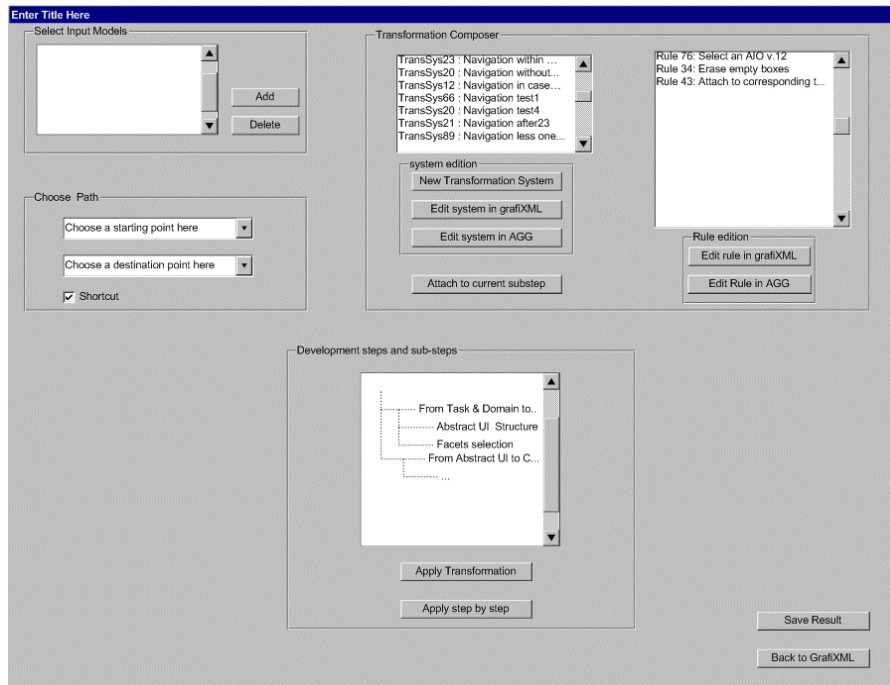 Enter Title Here
Select Input Models
Add
Delete
Choose Path
Choose a starting point here
Choose a destination point here
Shortcut
Transformation Composer
TransSys23 : Navigation within ...
TransSys20 : Navigation without...
TransSys12 : Navigation in case...
TransSys66 : Navigation test1
TransSys20 : Navigation test4
TransSys21 : Navigation after23
TransSys89 : Navigation less one...
system edition
New Transformation System
Edit system in grafiXML
Edit system in AGG
Attach to current substep
Rule 76: Select an AIO v.12
Rule 34: Erase empty boxes
Rule 43: Attach to corresponding t...
Rule edition
Edit rule in grafiXML
Edit Rule in AGG
Development steps and sub-steps
From Task & Domain to..
Abstract UI Structure
Facets selection
From Abstract UI to C...
...
Apply Transformation
Apply step by step
Save Result
Back to GrafiXML